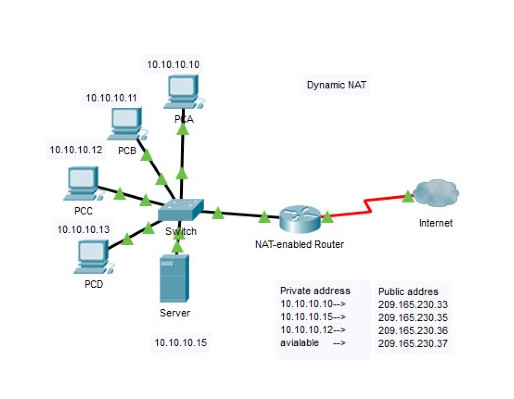 10.10.10.10
Dynamic NAT
10.10.10.11
PCA
10.10.10.12
PCB
PCC
10.10.10.13
Switch
Internet
NAT-enabled Router
PCD
Server
10.10.10.15
Private address Public addres
10.10.10.10--> 209.165.230.33
10.10.10.15--> 209.165.230.35
10.10.10.12--> 209.165.230.36
avialable --> 209.165.230.37